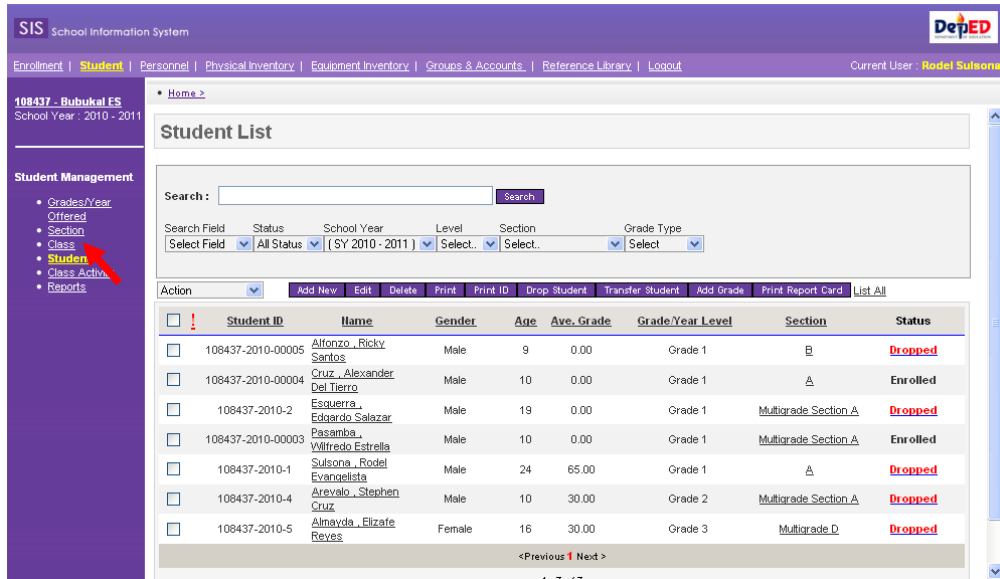 SIS School Information System
DepED
Enrollment | Student | Personnel | Physical Inventory | Equipment Inventory | Groups & Accounts | Reference Library | Logout
Current User : Rodel Sulsona
108437 - Bubukal ES
School Year : 2010 - 2011
Home >
Student List
Student Management
Grades/Year Offered
Section
Class
Studen
Class Activi
Reports
Search :
Search
Search Field Status School Year Level Section Grade Type
Select Field All Status ( SY 2010 - 2011 ) Select.. Select.. Select
Action Add New Edit Delete Print Print ID Drop Student Transfer Student Add Grade Print Report Card List All
! Student ID Name Gender Age Ave. Grade Grade/Year Level Section Status
108437-2010-00005 Alfonzo , Ricky Santos Male 9 0.00 Grade 1 B Dropped
108437-2010-00004 Cruz , Alexander Del Tierro Male 10 0.00 Grade 1 A Enrolled
108437-2010-2 Esguerra , Edgardo Salazar Male 19 0.00 Grade 1 Multigrade Section A Dropped
108437-2010-00003 Pasamba , Wilfredo Estrella Male 10 0.00 Grade 1 Multigrade Section A Enrolled
108437-2010-1 Sulsona , Rodel Evangelista Male 24 65.00 Grade 1 A Dropped
108437-2010-4 Arevalo , Stephen Cruz Male 10 30.00 Grade 2 Multigrade Section A Dropped
108437-2010-5 Almayda , Elizafe Reyes Female 16 30.00 Grade 3 Multigrade D Dropped
<Previous 1 Next >